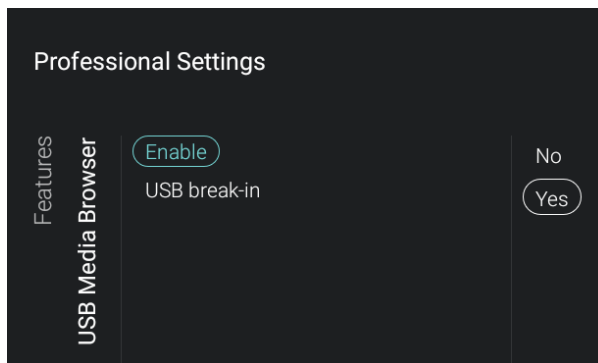 Professional Settings
Features
USB Media Browser
Enable
USB break-in
No
Yes